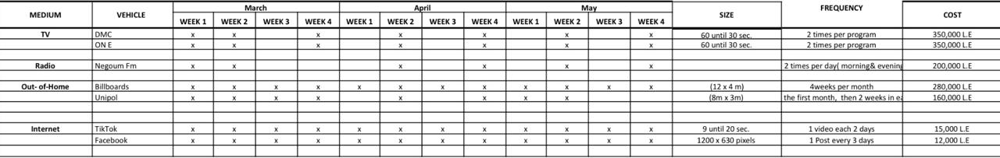 MEDIUM VEHICLE March April May SIZE FREQUENCY COST
WEEK 1 WEEK 2 WEEK 3 WEEK 4 WEEK 1 WEEK 2 WEEK 3 WEEK 4 WEEK 1 WEEK 2 WEEK 3 WEEK 4
TV DMC x x x x x x x x 60 until 30 sec. 2 times per program 350,000 L.E
ON E x x x x x x x x 60 until 30 sec. 2 times per program 350,000 L.E
Radio Negoum Fm x x x x x x 2 times per day( morning& evening 200,000 L.E
Out- of-Home Billboards x x x x x x x x x x x x (12 x 4 m) 4weeks per month 280,000 L.E
Unipol x x x x x x x x (8m x 3m) the first month, then 2 weeks in ea 160,000 L.E
Internet TikTok x x x x x x x x x x x x 9 until 20 sec. 1 video each 2 days 15,000 L.E
Facebook x x x x x x x x x x x x 1200 x 630 pixels 1 Post every 3 days 12,000 L.E